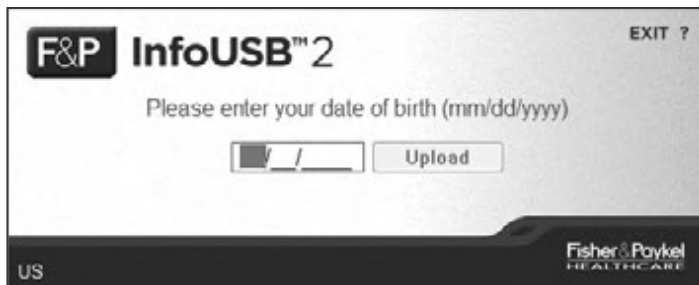 EXIT ?
F&P InfoUSB™2
Please enter your date of birth (mm/dd/yyyy)
__/__/____ Upload
Fisher&Paykel
HEALTHCARE
US